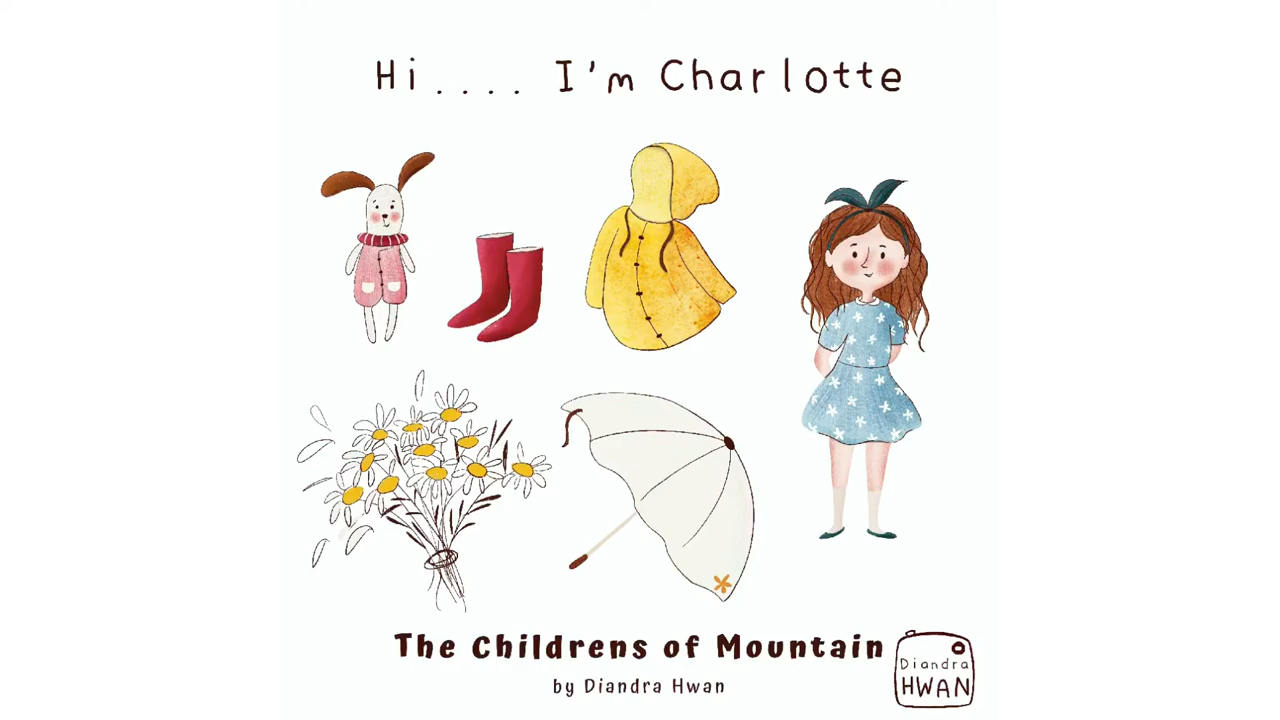 Hi.... I'm Charlotte
The Childrens of Mountain
by Diandra Hwan
Diandra
HWAN